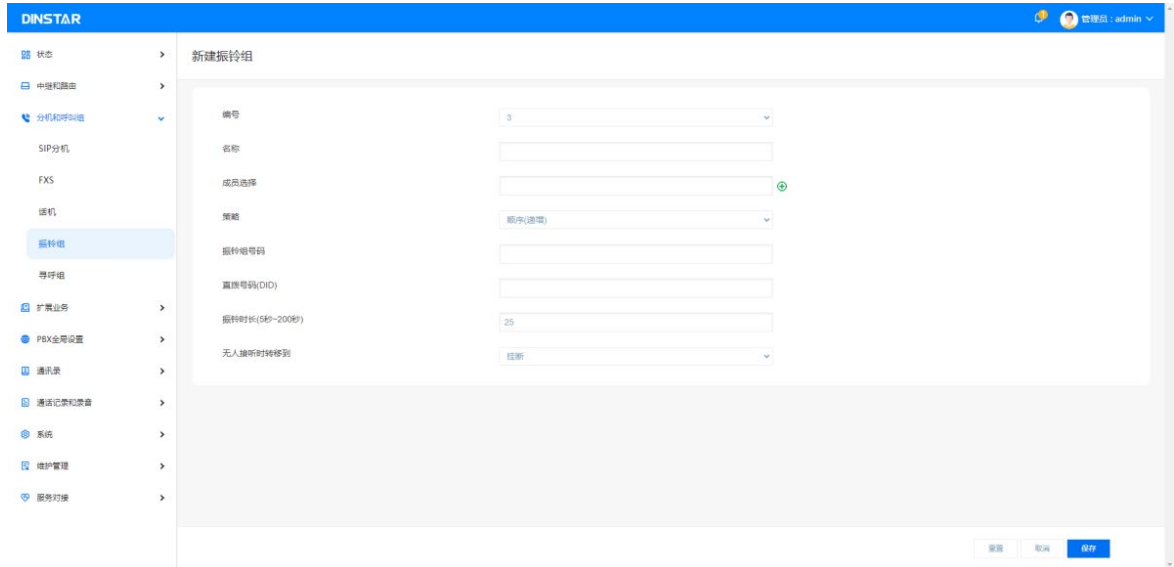 DINSTAR
1
管理员 : admin
状态
中继和路由
分机和呼叫组
SIP分机
FXS
话机
振铃组
寻呼组
扩展业务
PBX全局设置
通讯录
通话记录和录音
系统
维护管理
服务对接
新建振铃组
编号
3
名称
成员选择
策略
顺序(递增)
振铃组号码
直拨号码(DID)
振铃时长(5秒~200秒)
25
无人接听时转移到
挂断
重置
取消
保存